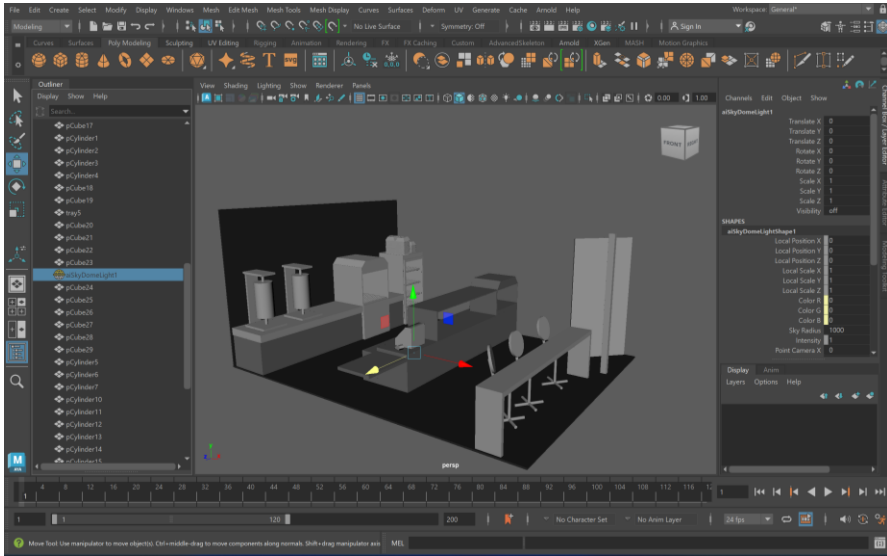 File Edit Create Select Modify Display Windows Mesh Edit Mesh Mesh Tools Mesh Display Curves Surfaces Deform UV Generate Cache Arnold Help Workspace: General*
Modeling No Live Surface Symmetry: Off Sign In
Curves Surfaces Poly Modeling Sculpting UV Editing Rigging Animation Rendering FX FX Caching Custom AdvancedSkeleton Arnold XGen MASH Motion Graphics
Outliner
Display Show Help
Search...
pCube17
pCylinder1
pCylinder2
pCylinder3
pCylinder4
pCube18
pCube19
tray5
pCube20
pCube21
pCube22
pCube23
aiSkyDomeLight1
pCube24
pCube25
pCube26
pCube27
pCube28
pCube29
pCylinder5
pCylinder6
pCylinder7
pCylinder10
pCylinder11
pCylinder12
pCylinder13
pCylinder14
pCylinder15
View Shading Lighting Show Renderer Panels
0.00 1.00
FRONT
persp
Channels Edit Object Show
aiSkyDomeLight1
Translate X 0
Translate Y 0
Translate Z 0
Rotate X 0
Rotate Y 0
Rotate Z 0
Scale X 1
Scale Y 1
Scale Z 1
Visibility off
SHAPES
aiSkyDomeLightShape1
Local Position X 0
Local Position Y 0
Local Position Z 0
Local Scale X 1
Local Scale Y 1
Local Scale Z 1
Color R 0
Color G 0
Color B 0
Sky Radius 1000
Intensity 1
Point Camera X 0
Channel Box / Layer Editor
Attribute Editor
Modeling Toolkit
Display Anim
Layers Options Help
M
4 8 12 16 20 24 28 32 36 40 44 48 52 56 60 64 68 72 76 80 84 88 92 96 100 104 108 112 116 12
1 1
1 1 120 200 No Character Set No Anim Layer 24 fps
Move Tool: Use manipulator to move object(s). Ctrl+middle-drag to move components along normals. Shift+drag manipulator axis MEL